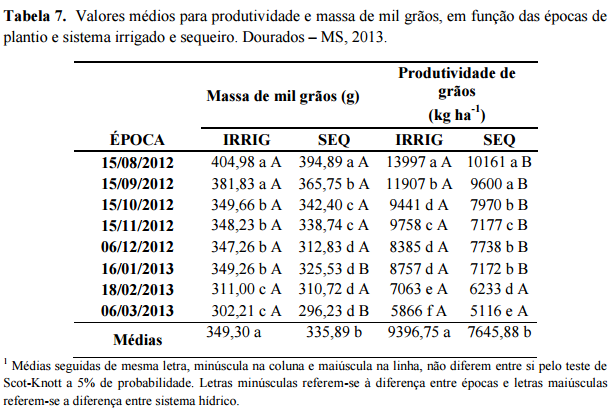 Tabela 7. Valores médios para produtividade e massa de mil grãos, em função das épocas de
plantio e sistema irrigado e sequeiro. Dourados – MS, 2013.
Massa de mil grãos (g) Produtividade de grãos (kg ha-1)
ÉPOCA IRRIG SEQ IRRIG SEQ
15/08/2012 404,98 a A 394,89 a A 13997 a A 10161 a B
15/09/2012 381,83 a A 365,75 b A 11907 b A 9600 a B
15/10/2012 349,66 b A 342,40 c A 9441 d A 7970 b B
15/11/2012 348,23 b A 338,74 c A 9758 c A 7177 c B
06/12/2012 347,26 b A 312,83 d A 8385 d A 7738 b B
16/01/2013 349,26 b A 325,53 d B 8757 d A 7172 b B
18/02/2013 311,00 c A 310,72 d A 7063 e A 6233 d A
06/03/2013 302,21 c A 296,23 d B 5866 f A 5116 e A
Médias 349,30 a 335,89 b 9396,75 a 7645,88 b
1 Médias seguidas de mesma letra, minúscula na coluna e maiúscula na linha, não diferem entre si pelo teste de
Scot-Knott a 5% de probabilidade. Letras minúsculas referem-se à diferença entre épocas e letras maiúsculas
referem-se a diferença entre sistema hídrico.